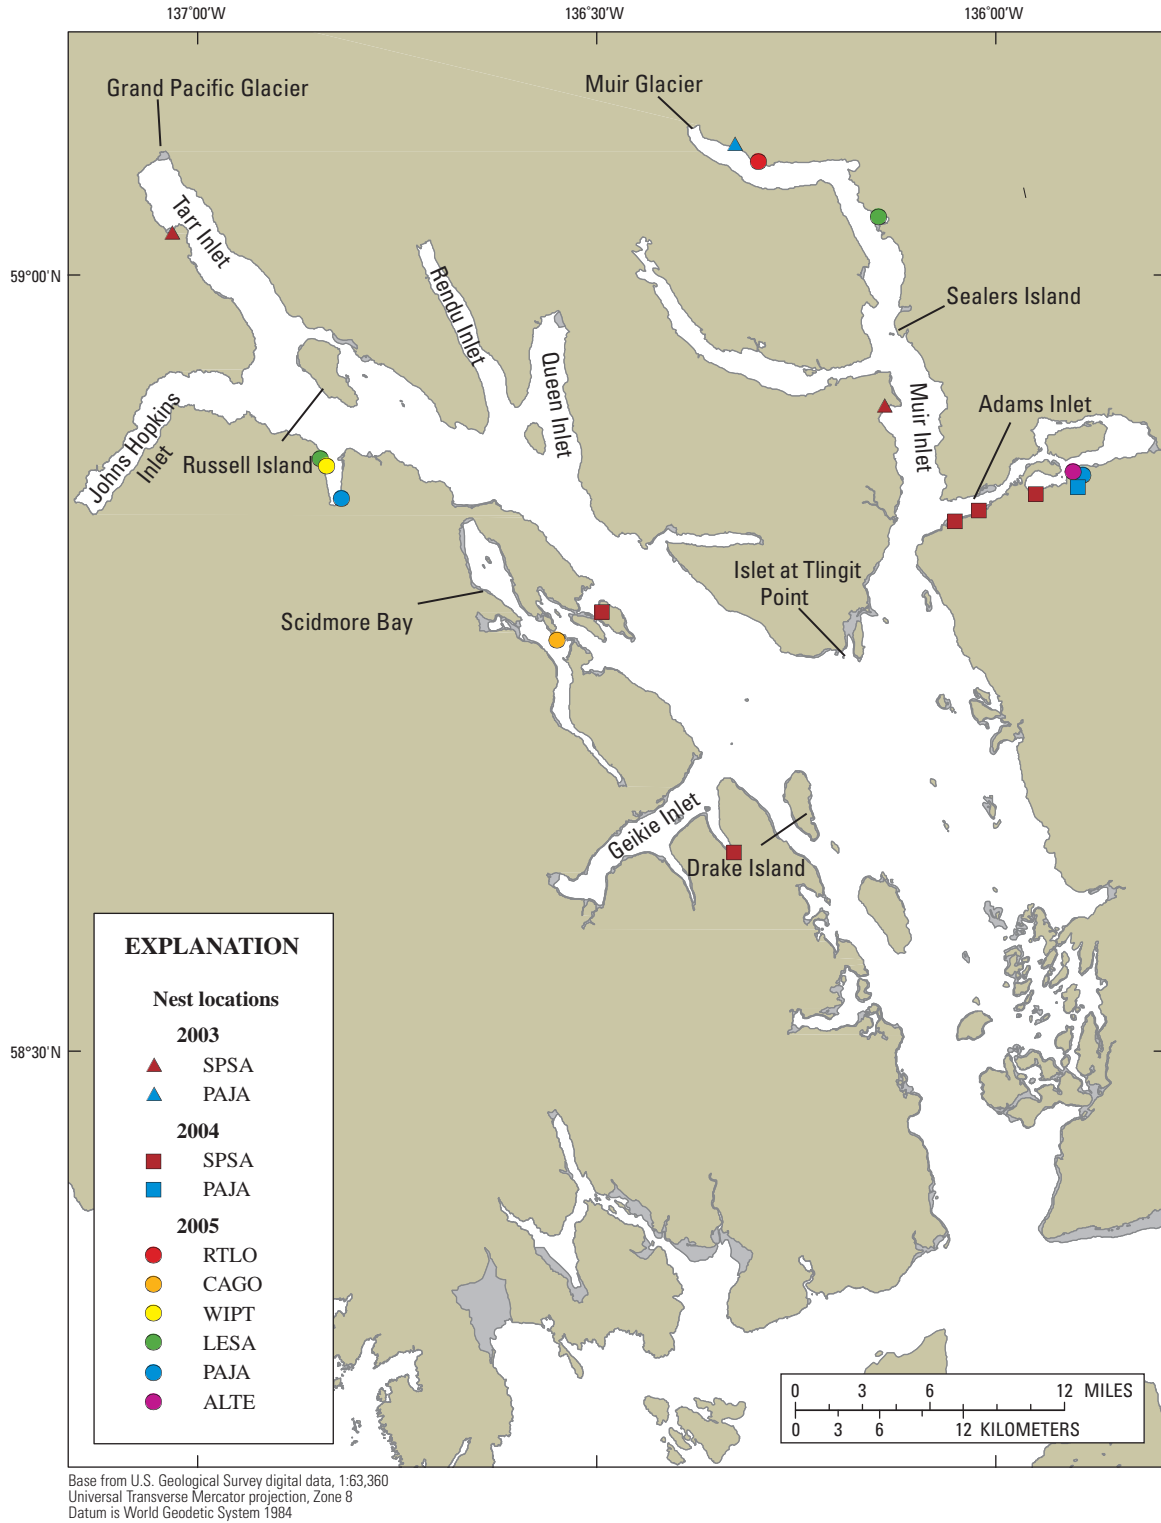 137°00'W 136°30'W 136°00'W
Grand Pacific Glacier
Muir Glacier
Tarr Inlet
59°00'N
Rendu Inlet
Sealers Island
Queen Inlet
Muir Inlet
Adams Inlet
Johns Hopkins
Inlet
Russell Island
Islet at Tlingit
Point
Scidmore Bay
Geikie Inlet
Drake Island
58°30'N
EXPLANATION
Nest locations
2003
SPSA
PAJA
2004
SPSA
PAJA
2005
RTLO
CAGO
WIPT
LESA
PAJA
ALTE
0 3 6 12 MILES
0 3 6 12 KILOMETERS
Base from U.S. Geological Survey digital data, 1:63,360
Universal Transverse Mercator projection, Zone 8
Datum is World Geodetic System 1984